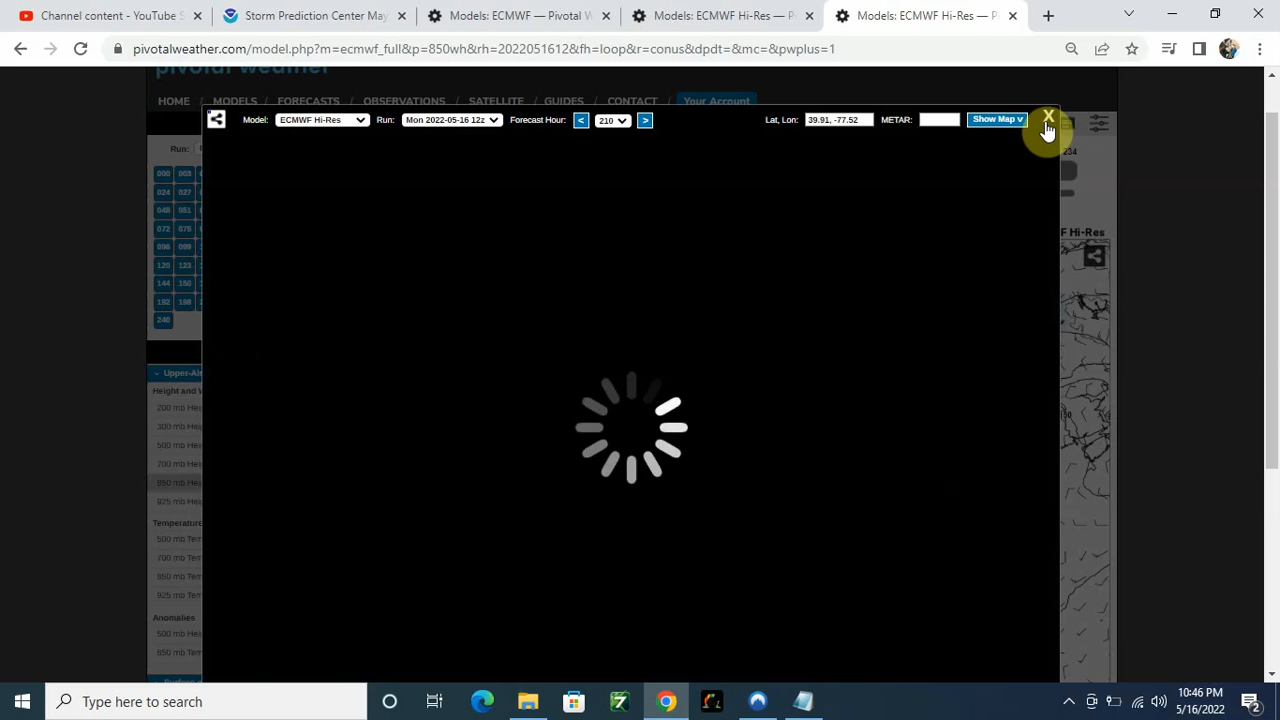 Channel content - YouTube S
Storm Prediction Center May
Models: ECMWF — Pivotal W
Models: ECMWF Hi-Res — P
Models: ECMWF Hi-Res — P
pivotalweather.com/model.php?m=ecmwf_full&p=850wh&rh=2022051612&fh=loop&r=conus&dpdt=&mc=&pwplus=1
pivotal weather
HOME / MODELS / FORECASTS / OBSERVATIONS / SATELLITE / GUIDES / CONTACT / Your Account
Model: ECMWF Hi-Res Run: Mon 2022-05-16 12z Forecast Hour: < 210 > Lat, Lon: 39.91, -77.52 METAR: Show Map v X
Run:
234
000 003
024 027
048 051
072 075
096 099
120 123
144 150
192 198
240
F Hi-Res
Upper-Air
Height and W
200 mb Heig
300 mb Heig
500 mb Heig
700 mb Heig
850 mb Heig
925 mb Heig
Temperature
500 mb Tem
700 mb Tem
850 mb Tem
925 mb Tem
Anomalies
500 mb Heig
850 mb Tem
Type here to search
10:46 PM
5/16/2022
2